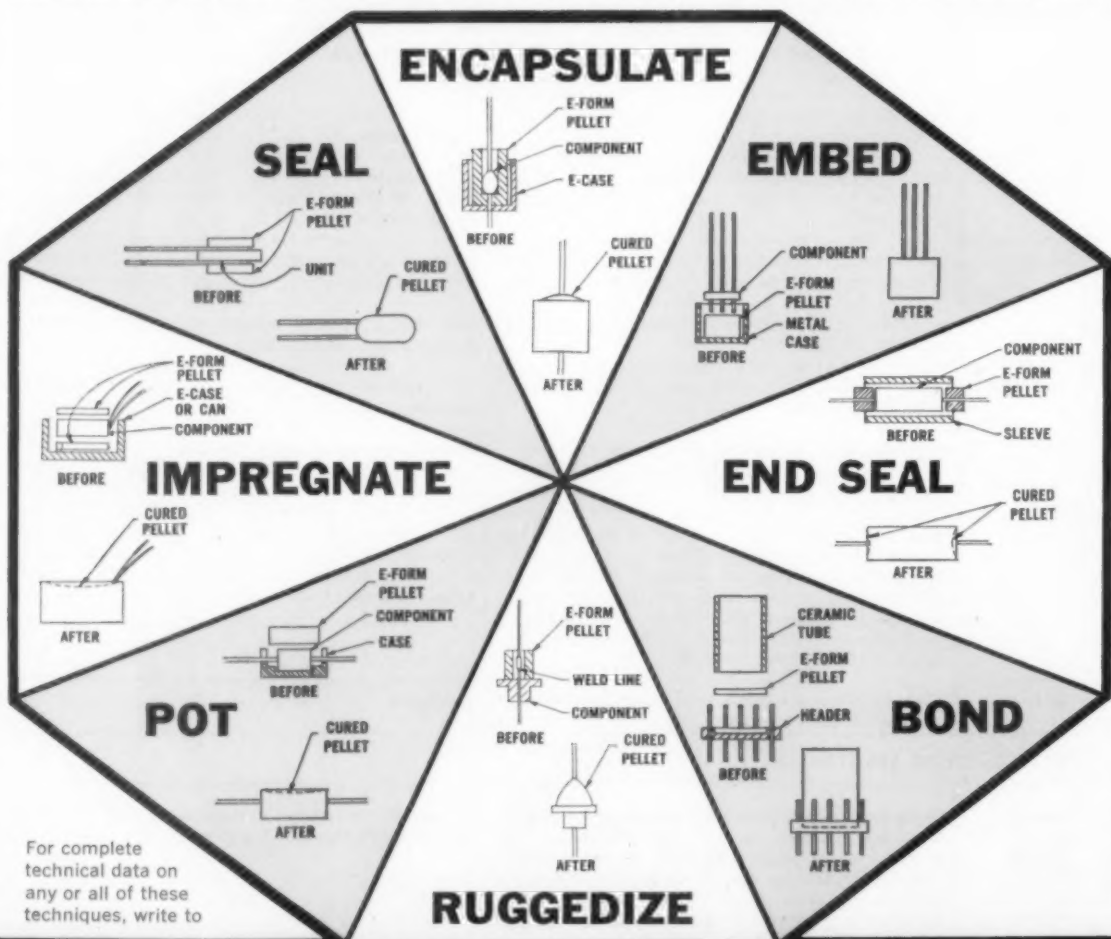 ENCAPSULATE
E-FORM
PELLET
COMPONENT
E-CASE
BEFORE
CURED
PELLET
AFTER
EMBED
COMPONENT
E-FORM
PELLET
METAL
CASE
BEFORE
AFTER
END SEAL
COMPONENT
E-FORM
PELLET
SLEEVE
BEFORE
CURED
PELLET
AFTER
BOND
CERAMIC
TUBE
E-FORM
PELLET
HEADER
BEFORE
AFTER
RUGGEDIZE
E-FORM
PELLET
WELD LINE
COMPONENT
BEFORE
CURED
PELLET
AFTER
POT
E-FORM
PELLET
COMPONENT
CASE
BEFORE
CURED
PELLET
AFTER
IMPREGNATE
E-FORM
PELLET
E-CASE
OR CAN
COMPONENT
BEFORE
CURED
PELLET
AFTER
SEAL
E-FORM
PELLET
UNIT
BEFORE
CURED
PELLET
AFTER
For complete
technical data on
any or all of these
techniques, write to